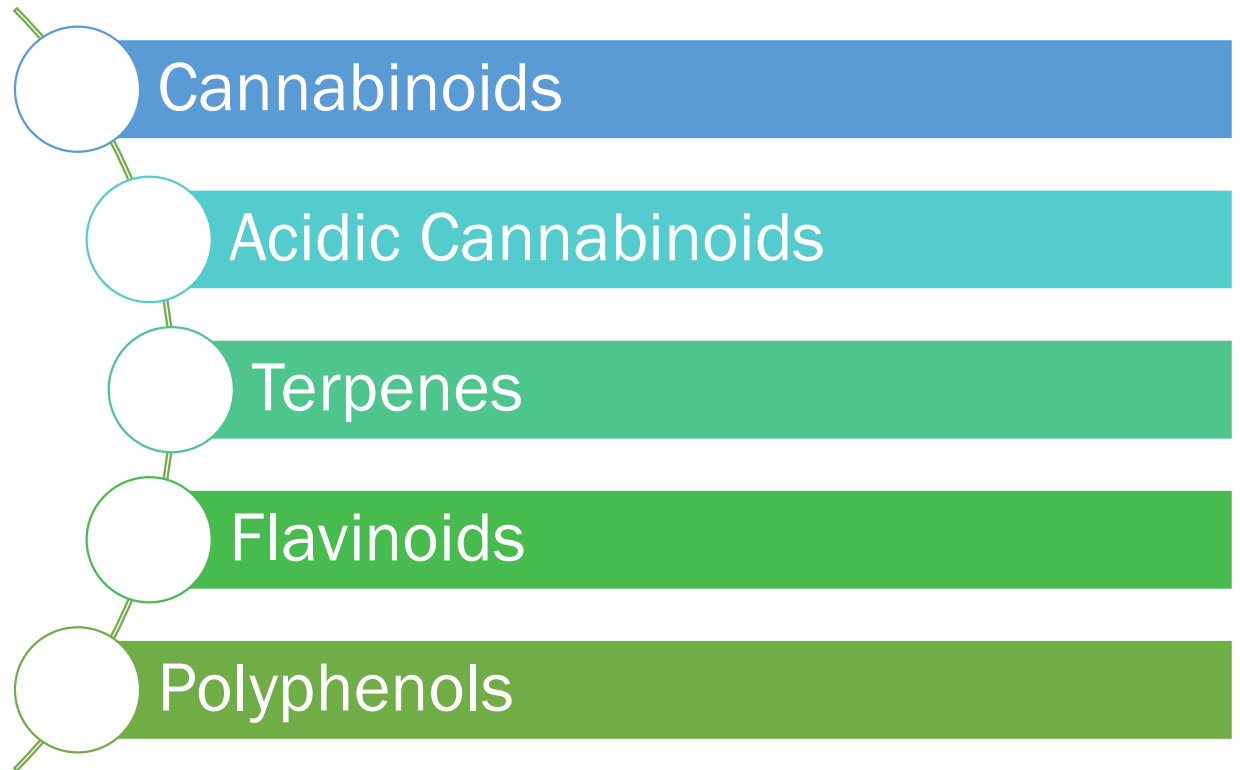 Cannabinoids
Acidic Cannabinoids
Terpenes
Flavinoids
Polyphenols